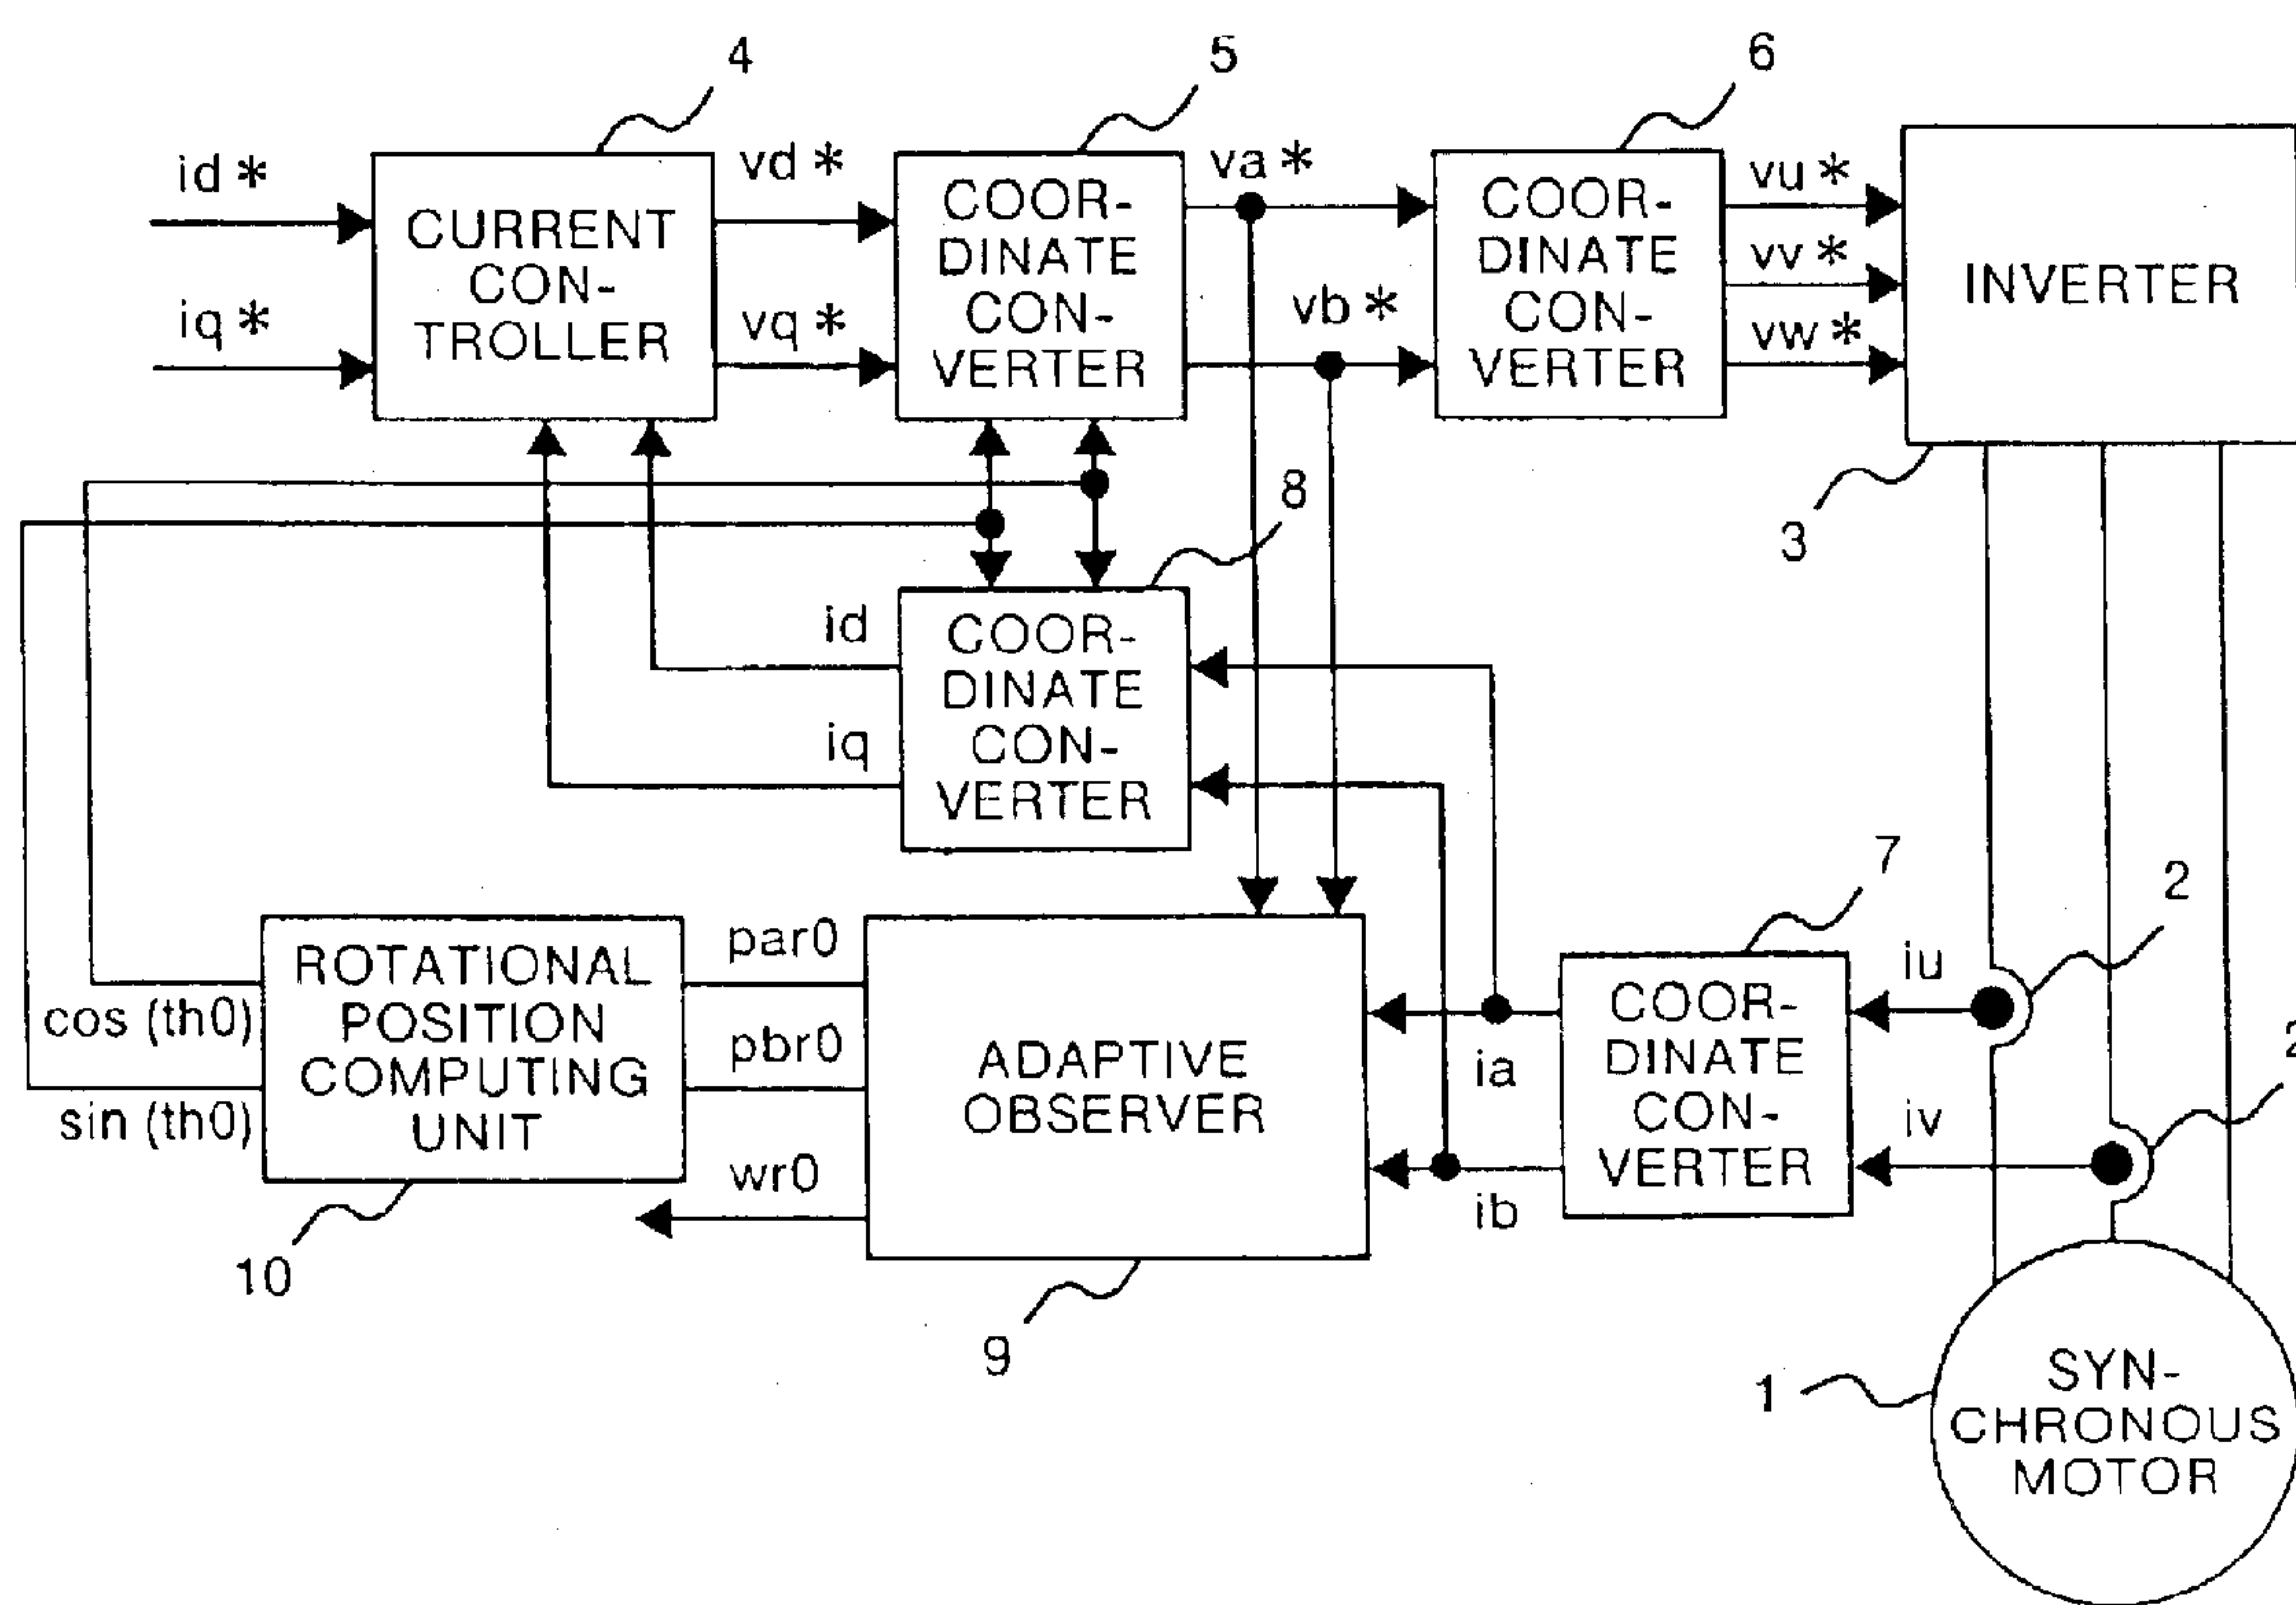 4
5
6
id*
vd*
va*
vu*
CURRENT
CON-
TROLLER
COOR-
DINATE
CON-
VERTER
COOR-
DINATE
CON-
VERTER
vv*
INVERTER
iq*
vq*
vb*
vw*
8
3
id
iq
COOR-
DINATE
CON-
VERTER
7
2
par0
pbr0
wr0
ROTATIONAL
POSITION
COMPUTING
UNIT
cos (th0)
sin (th0)
ADAPTIVE
OBSERVER
ia
ib
COOR-
DINATE
CON-
VERTER
iu
iv
2
10
9
1
SYN-
CHRONOUS
MOTOR